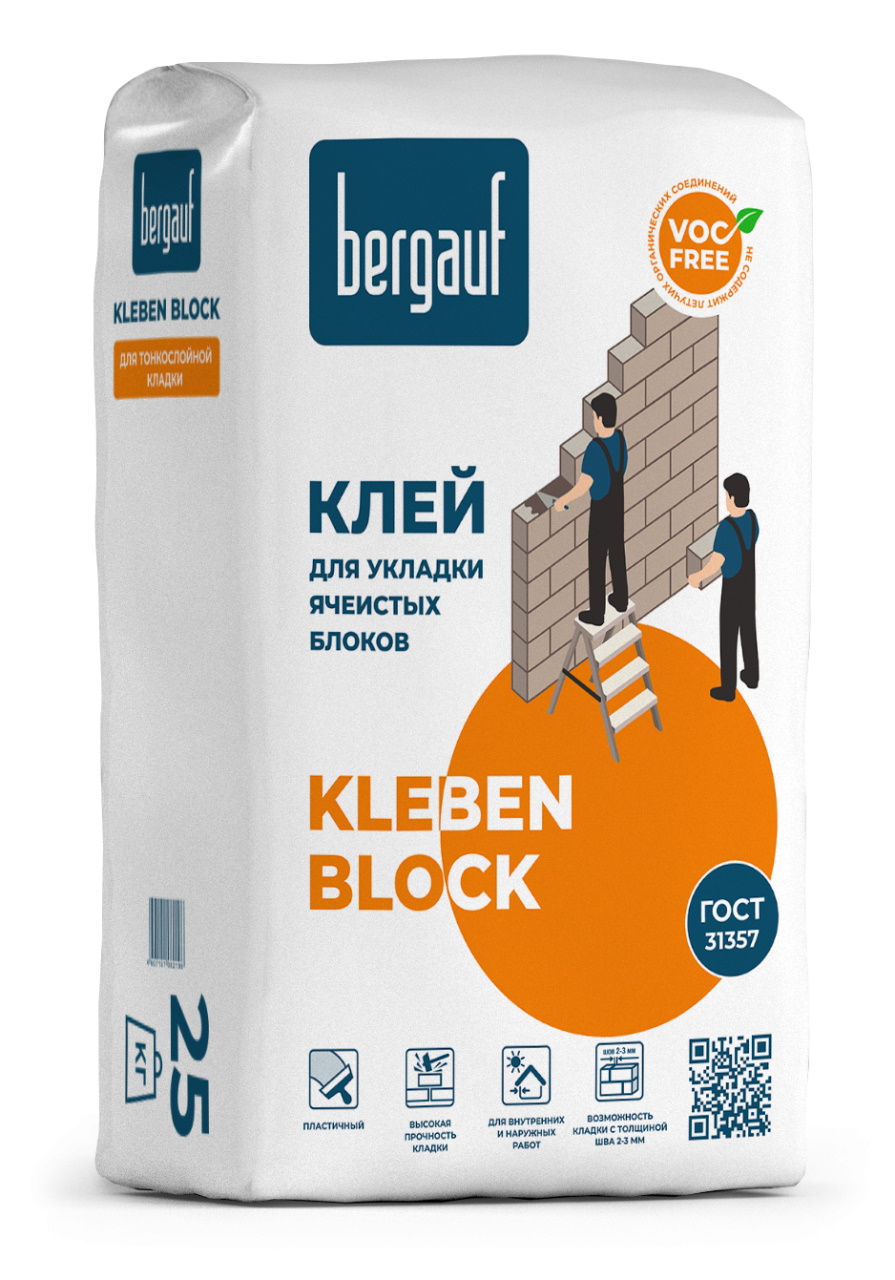 bergauf
KLEBEN BLOCK
ДЛЯ ТОНКОСЛОЙНОЙ
КЛАДКИ
25
КГ
bergauf
НЕ СОДЕРЖИТ ЛЕТУЧИХ ОРГАНИЧЕСКИХ СОЕДИНЕНИЙ
VOC
FREE
КЛЕЙ
ДЛЯ УКЛАДКИ
ЯЧЕИСТЫХ
БЛОКОВ
KLEBEN
BLOCK
ГОСТ
31357
ПЛАСТИЧНЫЙ
ВЫСОКАЯ
ПРОЧНОСТЬ
КЛАДКИ
ДЛЯ ВНУТРЕННИХ
И НАРУЖНЫХ
РАБОТ
ШОВ 2-3 ММ
ВОЗМОЖНОСТЬ
КЛАДКИ С ТОЛЩИНОЙ
ШВА 2-3 ММ